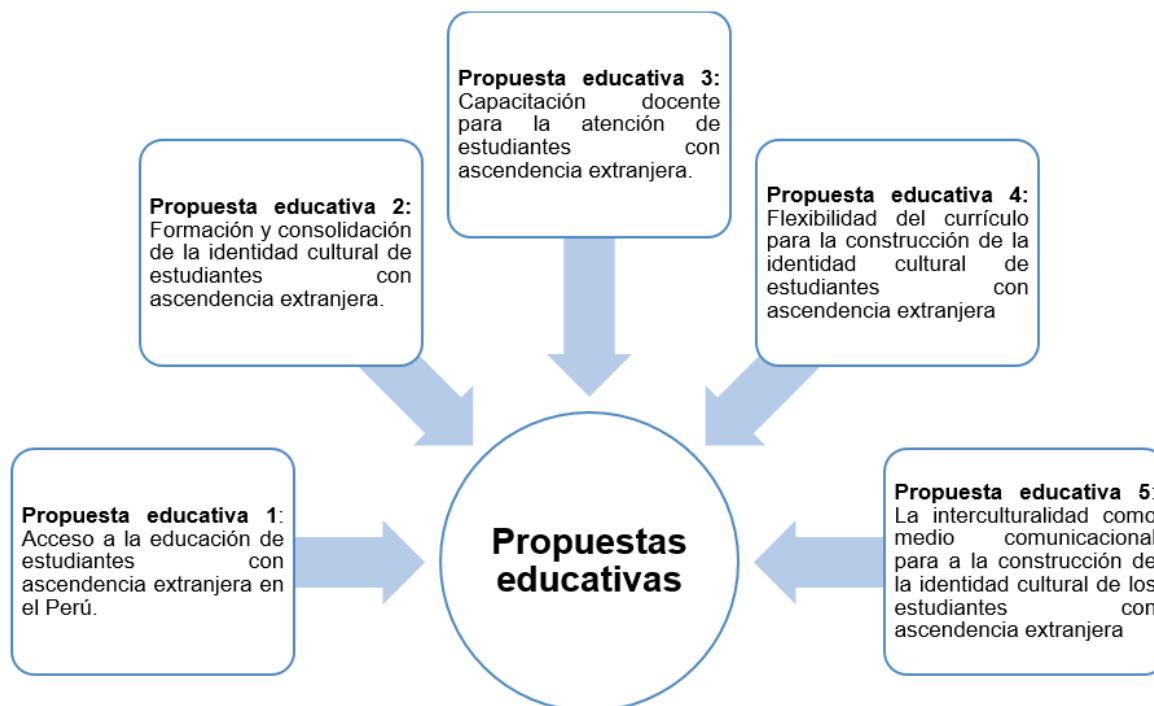 Propuesta educativa 3:
Capacitación docente
para la atención de
estudiantes con
ascendencia extranjera.
Propuesta educativa 2:
Formación y consolidación
de la identidad cultural de
estudiantes con
ascendencia extranjera.
Propuesta educativa 4:
Flexibilidad del currículo
para la construcción de la
identidad cultural de
estudiantes con
ascendencia extranjera
Propuesta educativa 1:
Acceso a la educación de
estudiantes con
ascendencia extranjera en
el Perú.
Propuestas
educativas
Propuesta educativa 5:
La interculturalidad como
medio comunicacional
para a la construcción de
la identidad cultural de los
estudiantes con
ascendencia extranjera